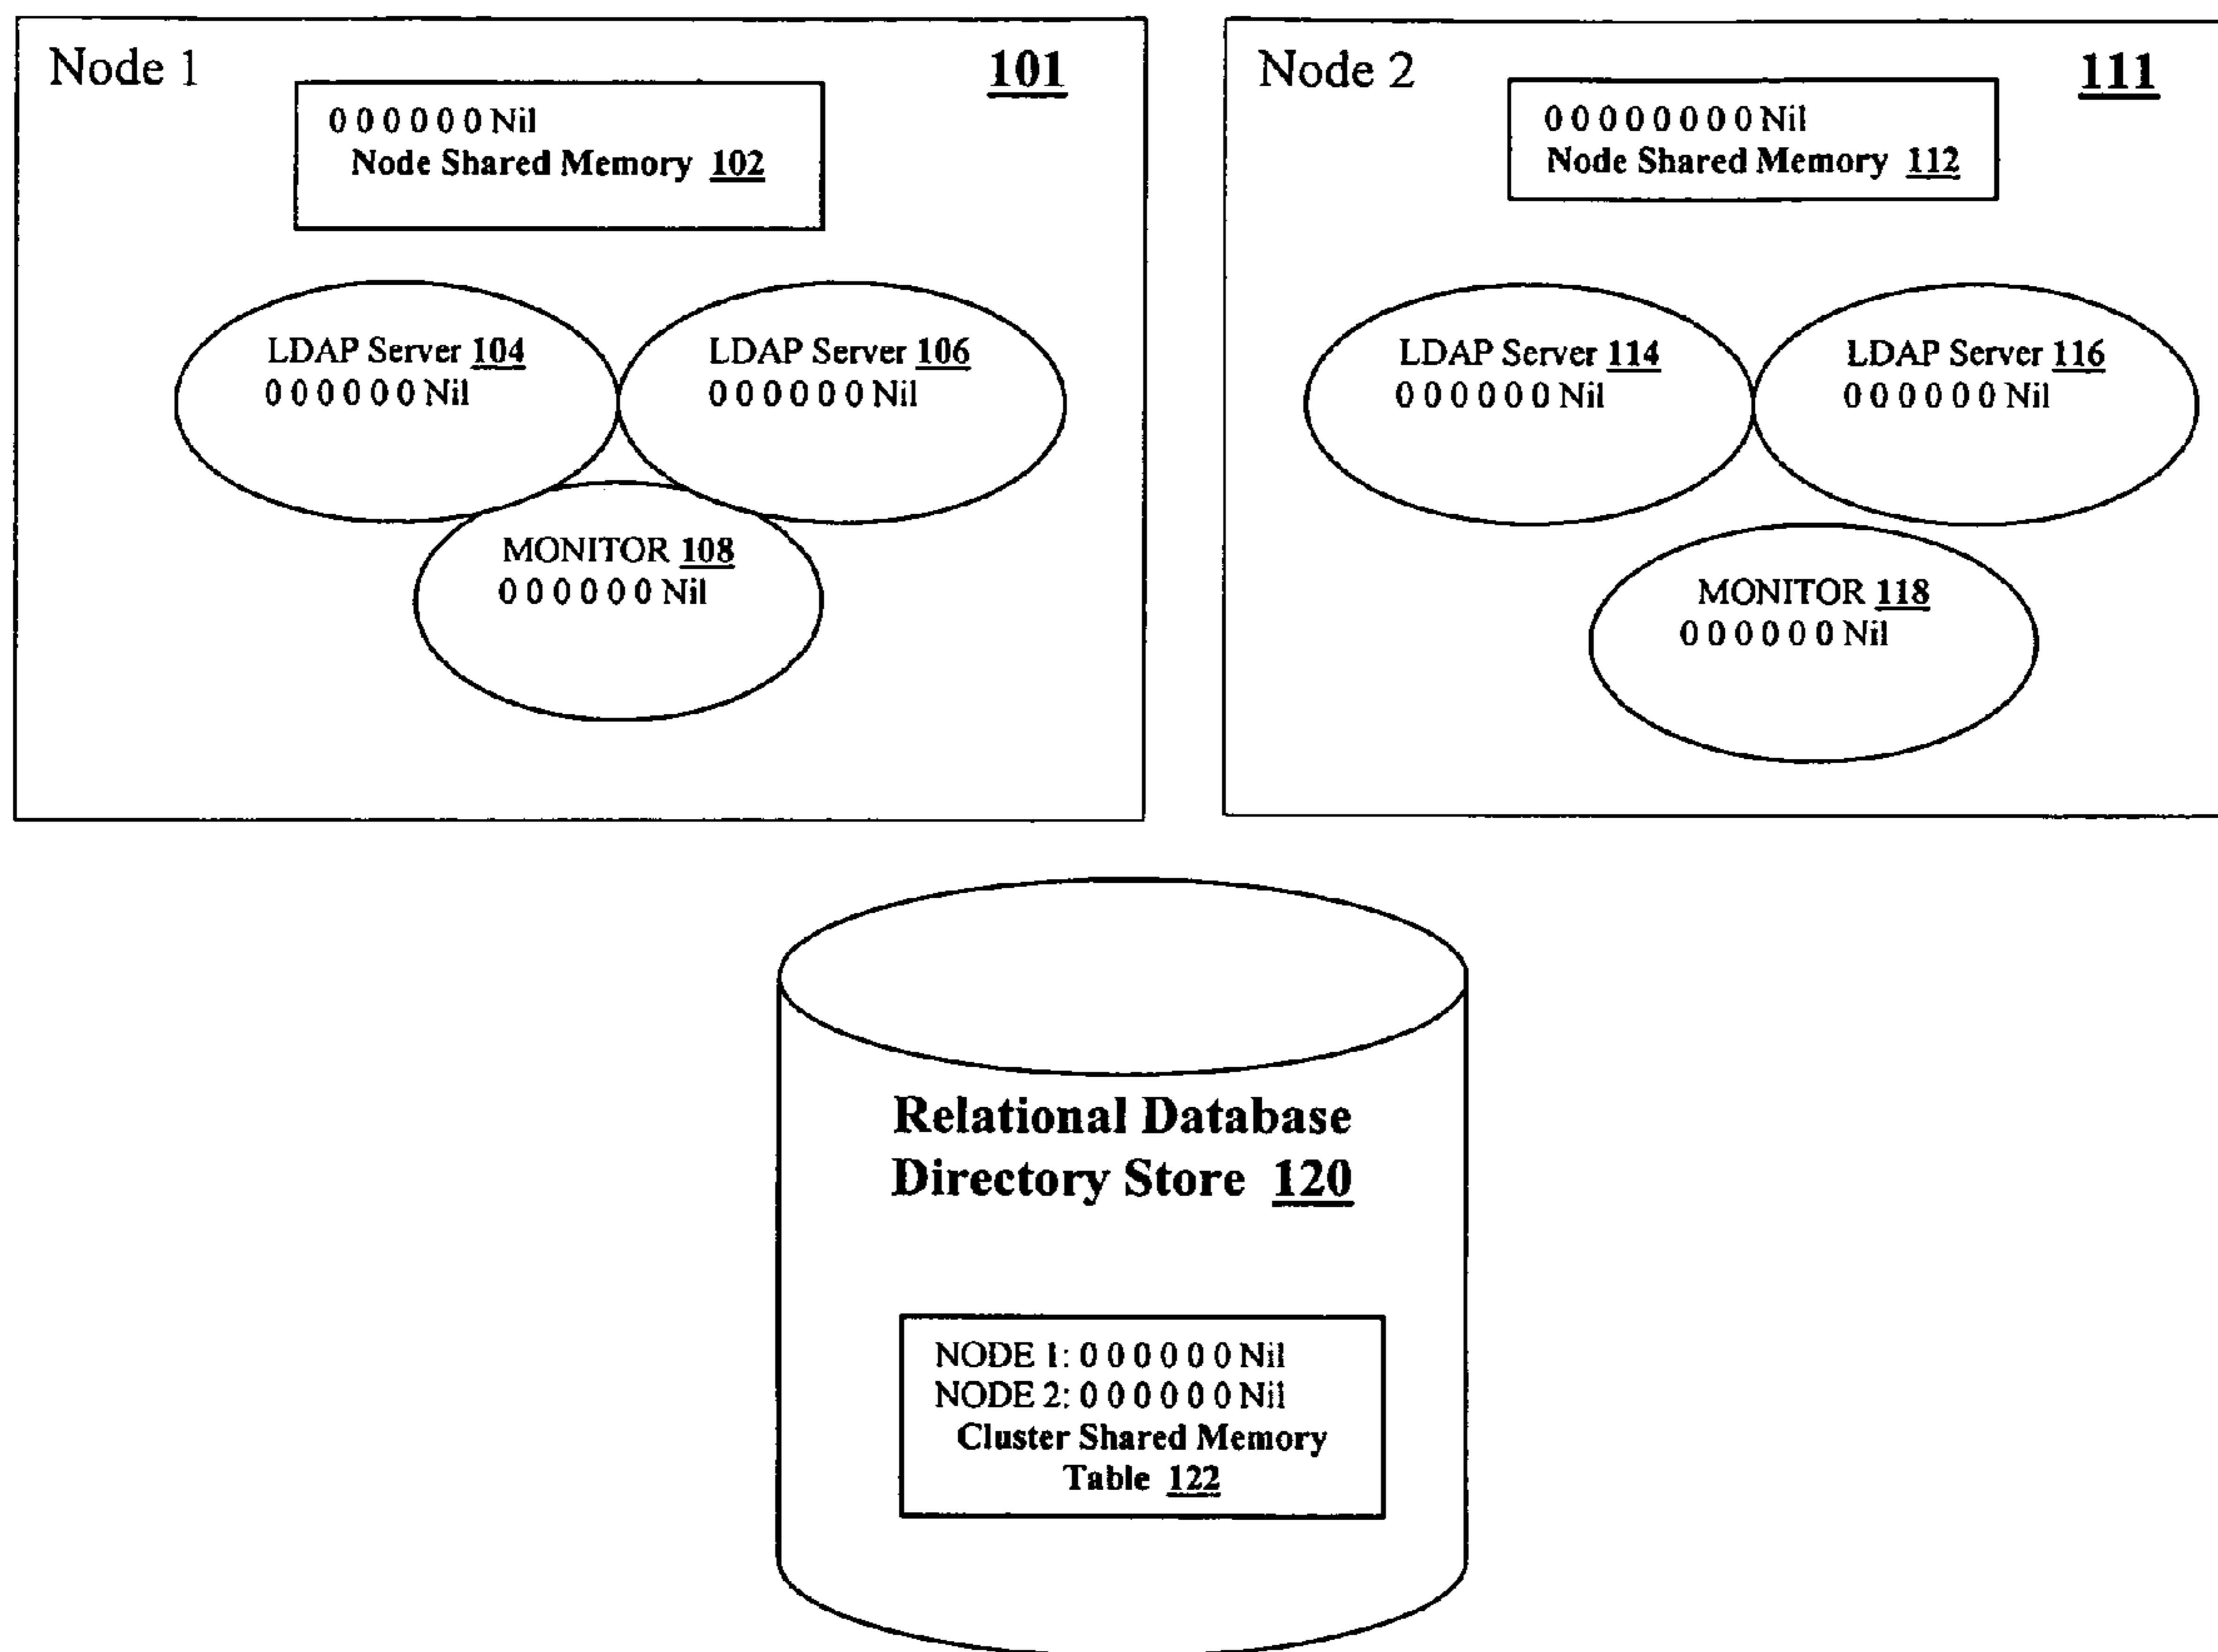 Node 1
101
0 0 0 0 0 0 Nil
Node Shared Memory 102
LDAP Server 104
0 0 0 0 0 0 Nil
LDAP Server 106
0 0 0 0 0 0 Nil
MONITOR 108
0 0 0 0 0 0 Nil
Node 2
111
0 0 0 0 0 0 0 0 Nil
Node Shared Memory 112
LDAP Server 114
0 0 0 0 0 0 Nil
LDAP Server 116
0 0 0 0 0 0 Nil
MONITOR 118
0 0 0 0 0 0 Nil
Relational Database
Directory Store 120
NODE 1: 0 0 0 0 0 0 Nil
NODE 2: 0 0 0 0 0 0 Nil
Cluster Shared Memory
Table 122